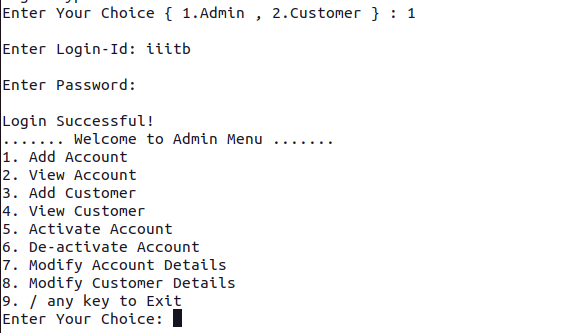 Enter Your Choice { 1.Admin , 2.Customer } : 1
Enter Login-Id: iiitb
Enter Password:
Login Successful!
....... Welcome to Admin Menu .......
1. Add Account
2. View Account
3. Add Customer
4. View Customer
5. Activate Account
6. De-activate Account
7. Modify Account Details
8. Modify Customer Details
9. / any key to Exit
Enter Your Choice: